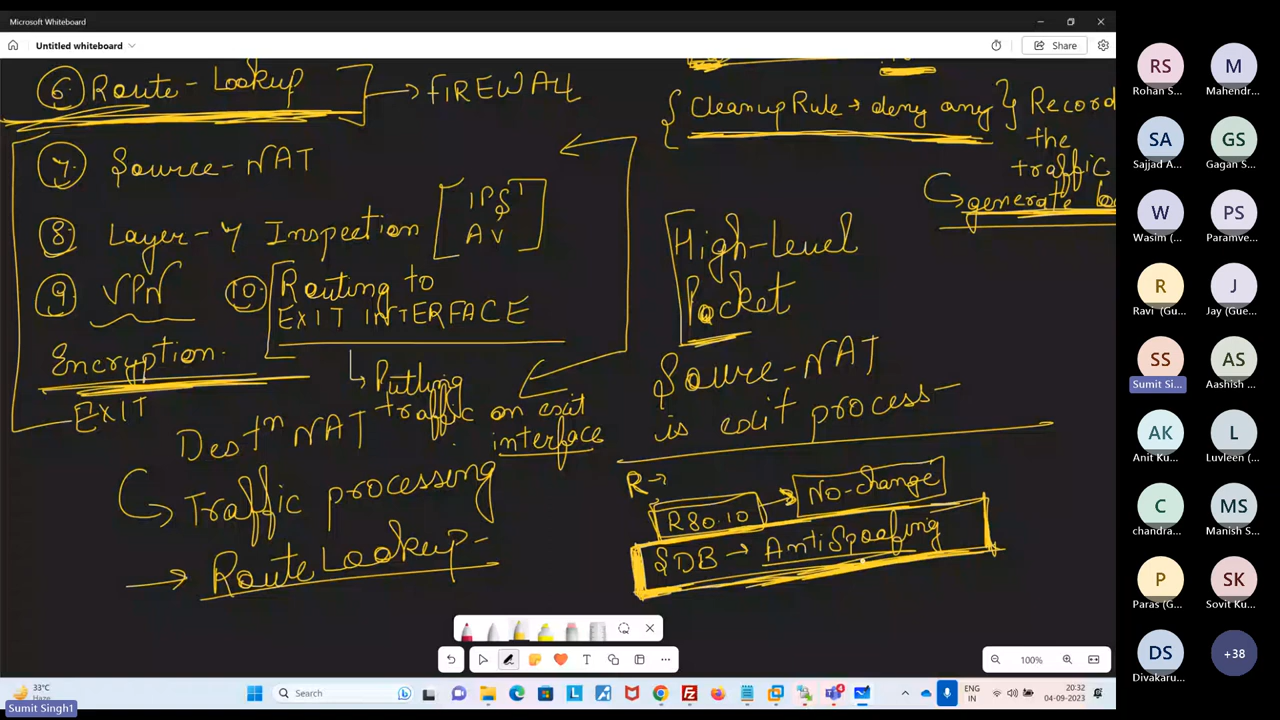 Microsoft Whiteboard
Untitled whiteboard
Share
6 Route-Lookup → FIREWALL
7 Source-NAT
8 Layer-7 Inspection [IPS
AV]
9 VPN
10 Routing to
EXIT INTERFACE
Encryption.
EXIT
Putting
traffic on exit
interface
Destn NAT
Traffic processing
→ Route Lookup-
{ Cleanup Rule → deny any } Record
the
traffic
generate lo
High-Level
Packet
Source-NAT
is exit process-
R→
R80.10 → No-change
SDB → AntiSpoofing
100%
RS
Rohan S...
M
Mahendr...
SA
Sajjad A...
GS
Gagan S...
W
Wasim (...
PS
Paramve...
R
Ravi (Gu...
J
Jay (Gue...
SS
Sumit Si...
AS
Aashish ...
AK
Anit Ku...
L
Luvleen (...
C
chandra...
MS
Manish S...
P
Paras (G...
SK
Sovit Ku...
DS
Divakaru...
+38
33°C
Haze
Search
ENG
IN
20:32
04-09-2023
Sumit Singh1